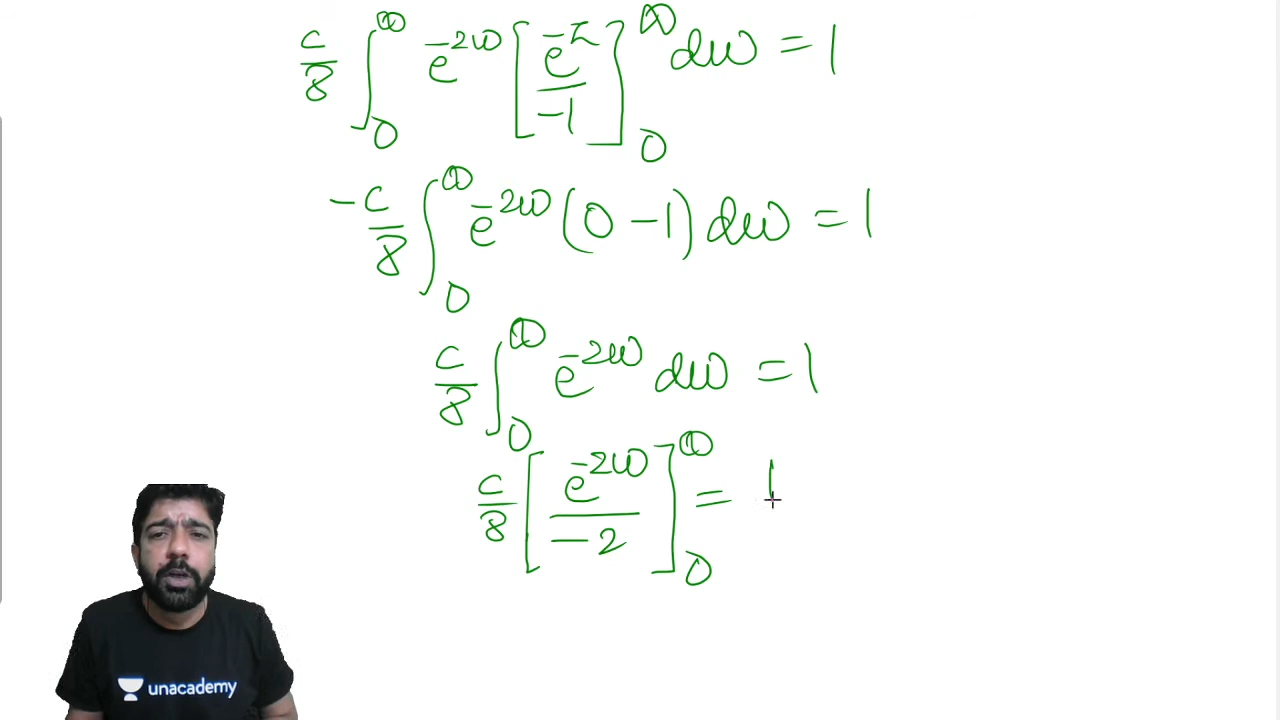 c/8 ∫₀^∞ e^-2w [e^-z/-1]₀^∞ dw = 1
-c/8 ∫₀^∞ e^-2w (0 - 1) dw = 1
c/8 ∫₀^∞ e^-2w dw = 1
c/8 [e^-2w/-2]₀^∞ = 1
unacademy